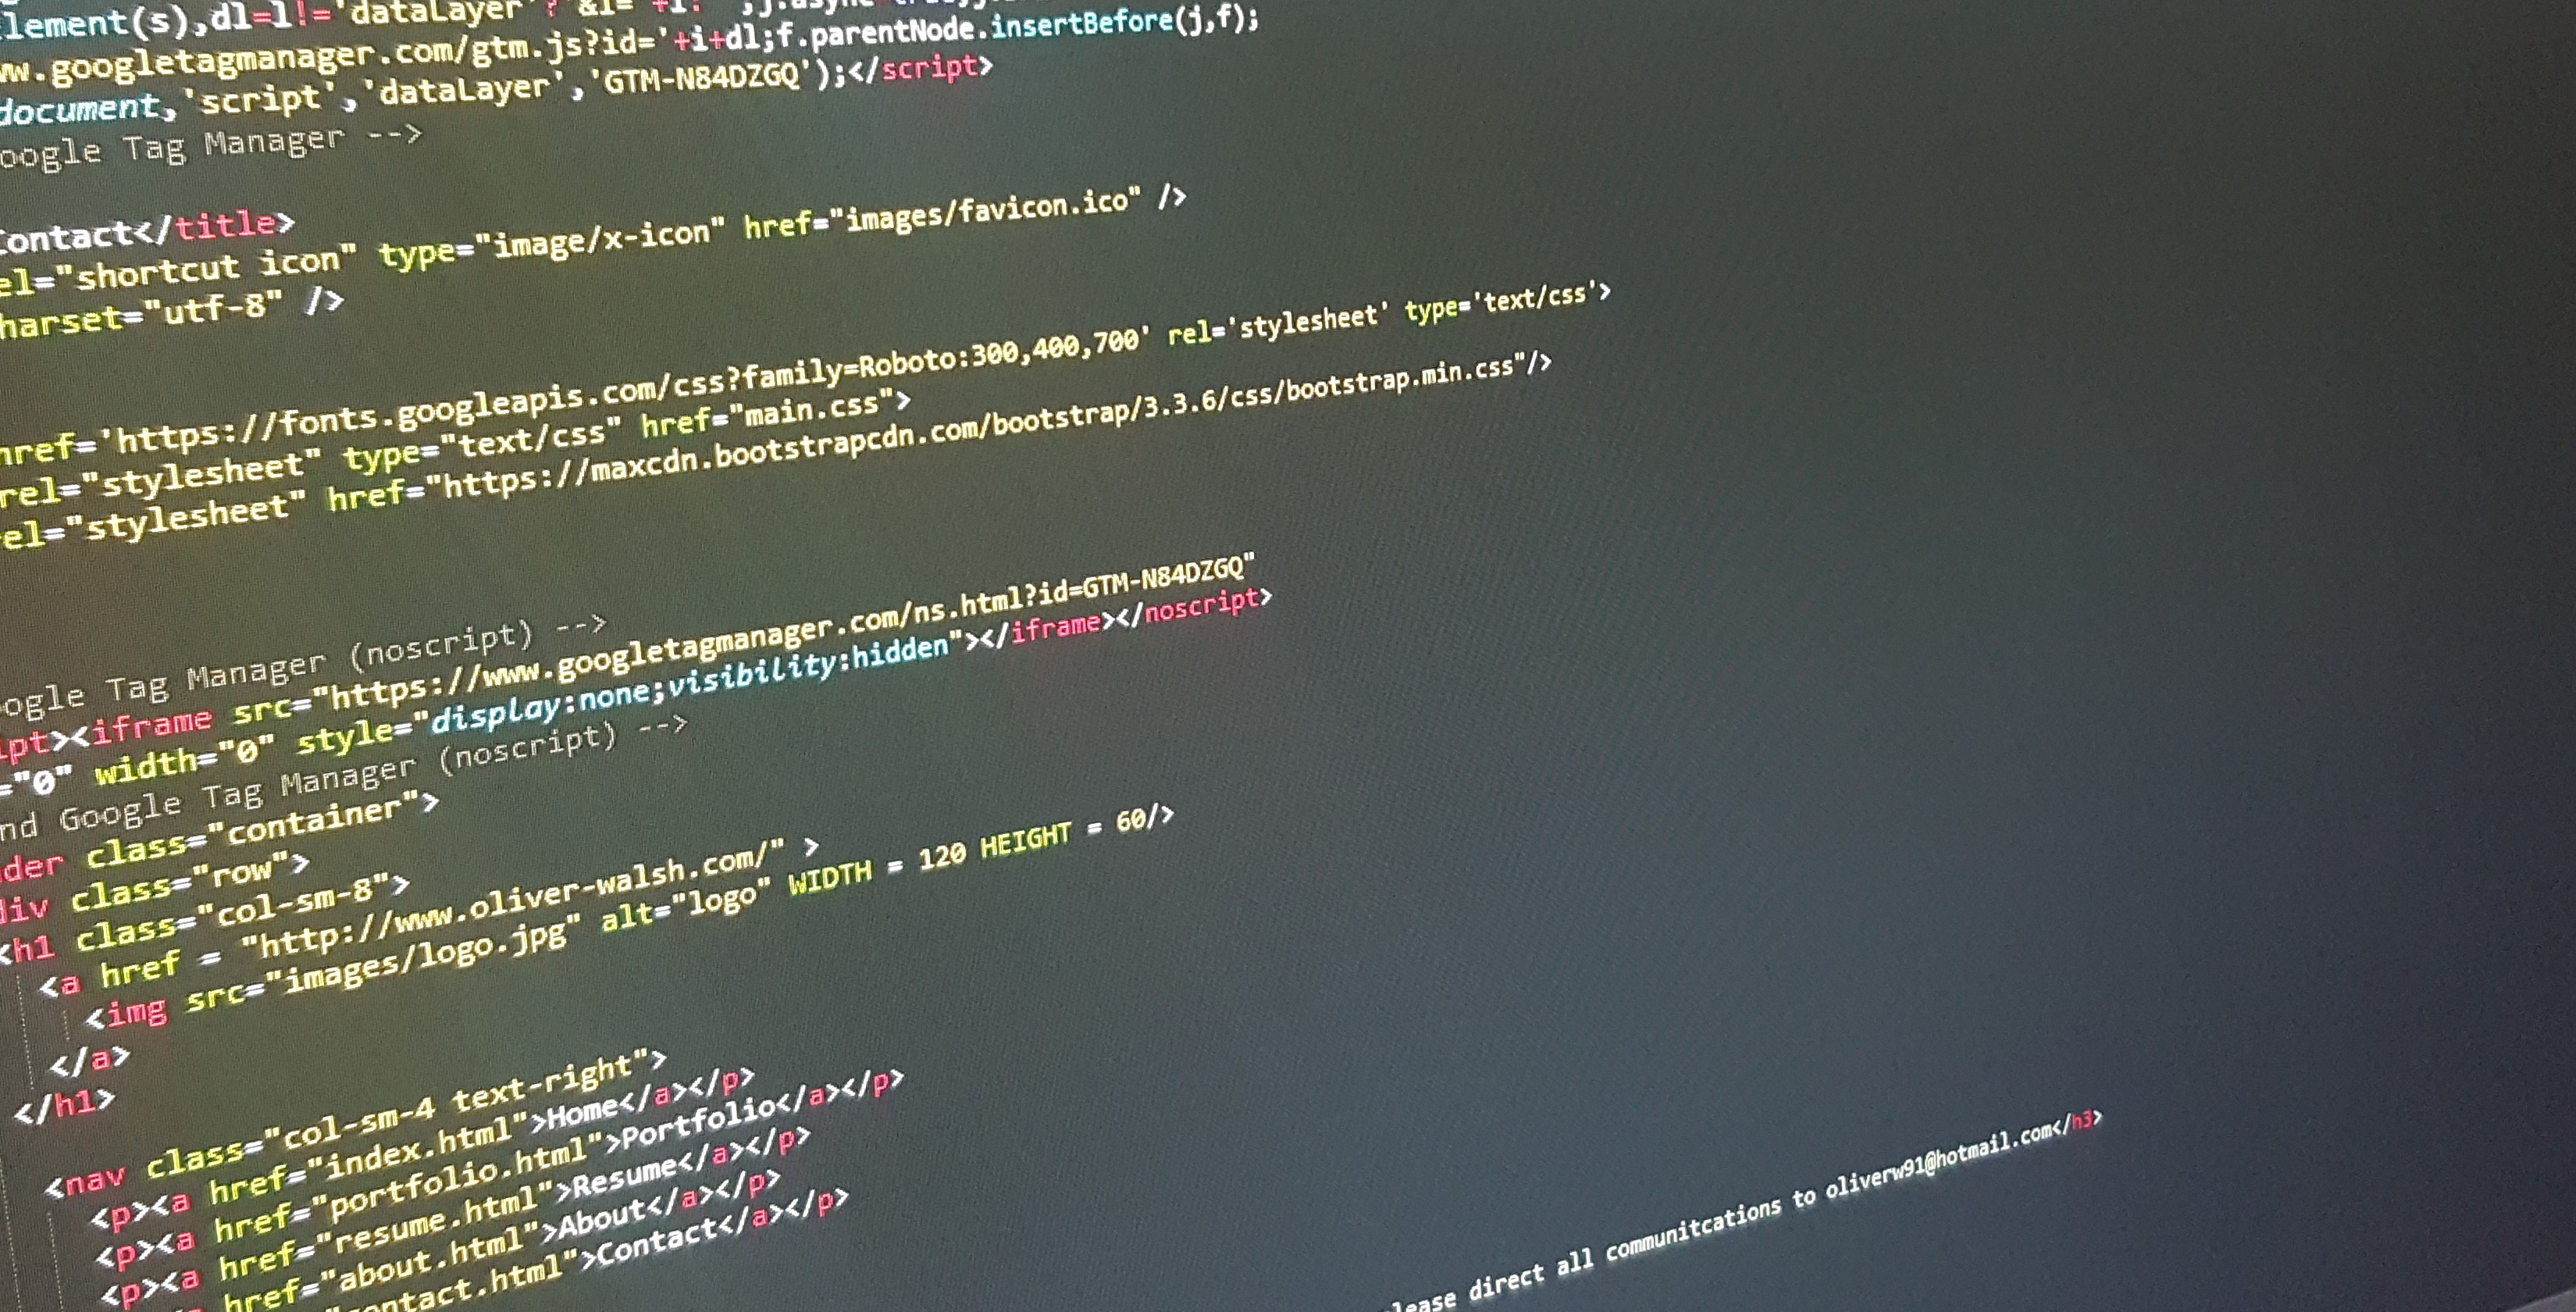 lement(s),dl=l!='dataLayer'?'&l='+l:'';j.async=true;j.
ww.googletagmanager.com/gtm.js?id='+i+dl;f.parentNode.insertBefore(j,f);
document,'script','dataLayer','GTM-N84DZGQ');</script>
oogle Tag Manager -->
Contact</title>
el="shortcut icon" type="image/x-icon" href="images/favicon.ico" />
harset="utf-8" />
href='https://fonts.googleapis.com/css?family=Roboto:300,400,700' rel='stylesheet' type='text/css'>
rel="stylesheet" type="text/css" href="main.css">
el="stylesheet" href="https://maxcdn.bootstrapcdn.com/bootstrap/3.3.6/css/bootstrap.min.css"/>
ogle Tag Manager (noscript) -->
ipt><iframe src="https://www.googletagmanager.com/ns.html?id=GTM-N84DZGQ"
="0" width="0" style="display:none;visibility:hidden"></iframe></noscript>
nd Google Tag Manager (noscript) -->
der class="container">
div class="row">
<h1 class="col-sm-8">
<a href = "http://www.oliver-walsh.com/" >
<img src="images/logo.jpg" alt="logo" WIDTH = 120 HEIGHT = 60/>
</a>
</h1>
<nav class="col-sm-4 text-right">
<p><a href="index.html">Home</a></p>
<p><a href="portfolio.html">Portfolio</a></p>
<p><a href="resume.html">Resume</a></p>
href="about.html">About</a></p>
"contact.html">Contact</a></p>
lease direct all communitcations to oliverw91@hotmail.com</h3>